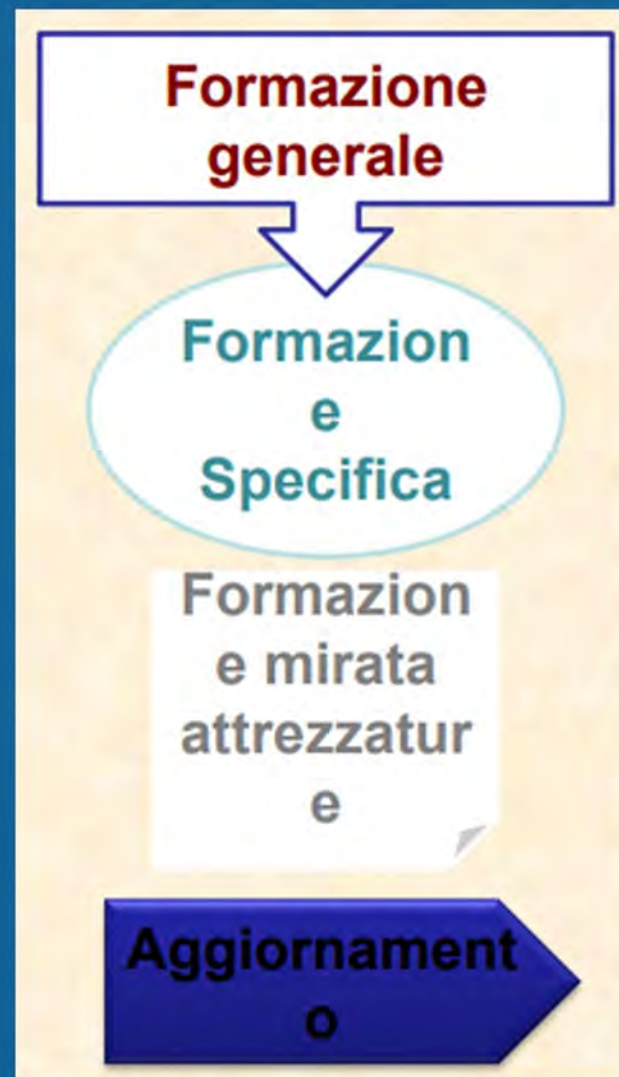 Formazione
generale
Formazion
e
Specifica
Formazion
e mirata
attrezzatur
e
Aggiornament
o